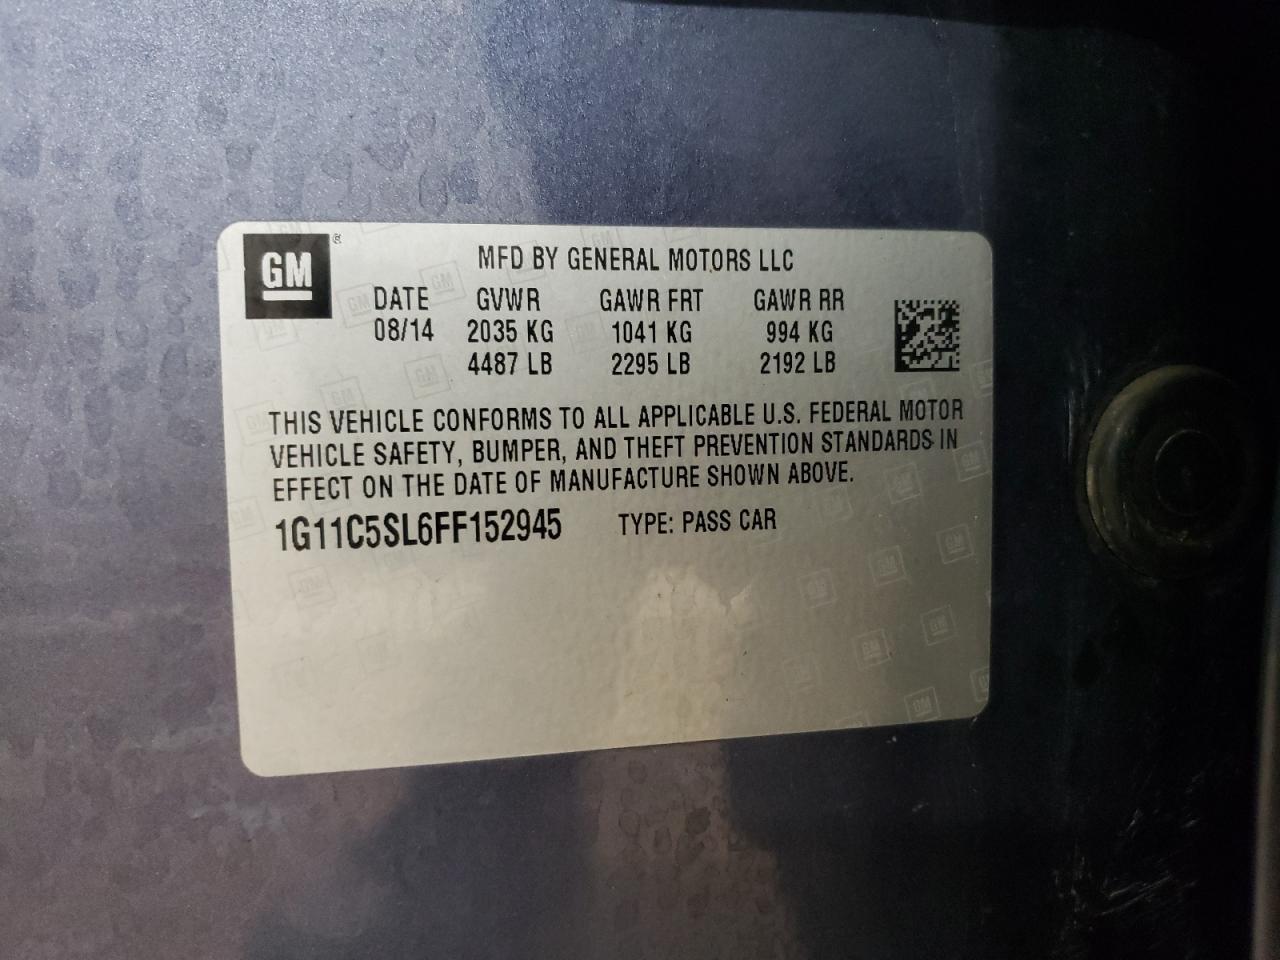 GM
MFD BY GENERAL MOTORS LLC
DATE GVWR GAWR FRT GAWR RR
08/14 2035 KG 1041 KG 994 KG
4487 LB 2295 LB 2192 LB
THIS VEHICLE CONFORMS TO ALL APPLICABLE U.S. FEDERAL MOTOR
VEHICLE SAFETY, BUMPER, AND THEFT PREVENTION STANDARDS IN
EFFECT ON THE DATE OF MANUFACTURE SHOWN ABOVE.
1G11C5SL6FF152945 TYPE: PASS CAR